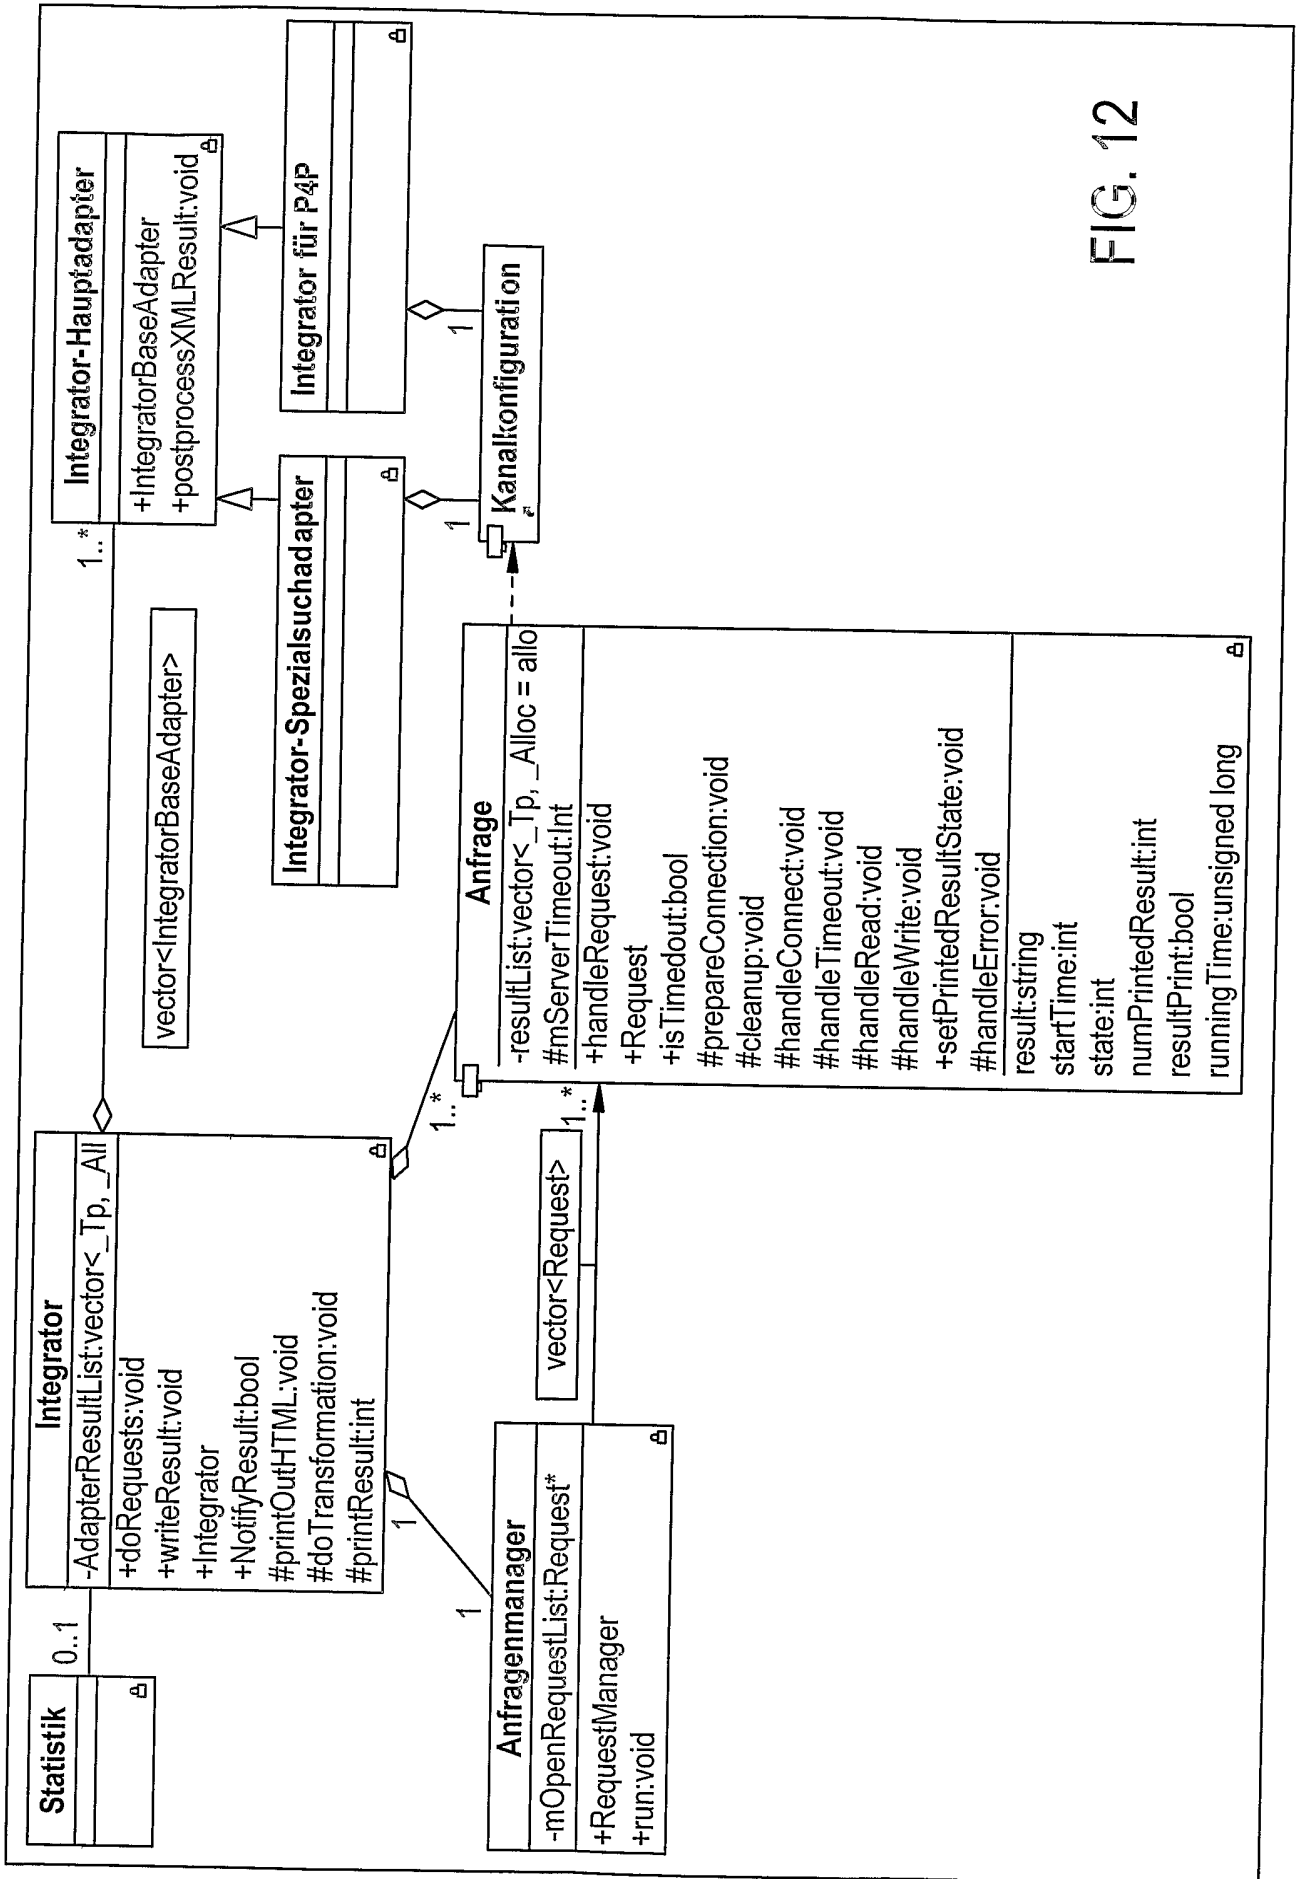 Statistik
0..1
Integrator
-AdapterResultList:vector<_Tp, _All
+doRequests:void
+writeResult:void
+Integrator
+NotifyResult:bool
#printOutHTML:void
#doTransformation:void
#printResult:int
vector<IntegratorBaseAdapter>
1..*
Integrator-Hauptadapter
+IntegratorBaseAdapter
+postprocessXMLResult:void
Integrator-Spezialsuchadapter
Integrator für P4P
1
1
Kanalkonfiguration
1
1
Anfragenmanager
-mOpenRequestList:Request*
+RequestManager
+run:void
vector<Request>
1..*
1..*
Anfrage
-resultList:vector<_Tp, _Alloc = allo
#mServerTimeout:Int
+handleRequest:void
+Request
+isTimedout:bool
#prepareConnection:void
#cleanup:void
#handleConnect:void
#handleTimeout:void
#handleRead:void
#handleWrite:void
+setPrintedResultState:void
#handleError:void
result:string
startTime:int
state:int
numPrintedResult:int
resultPrint:bool
runningTime:unsigned long
FIG. 12